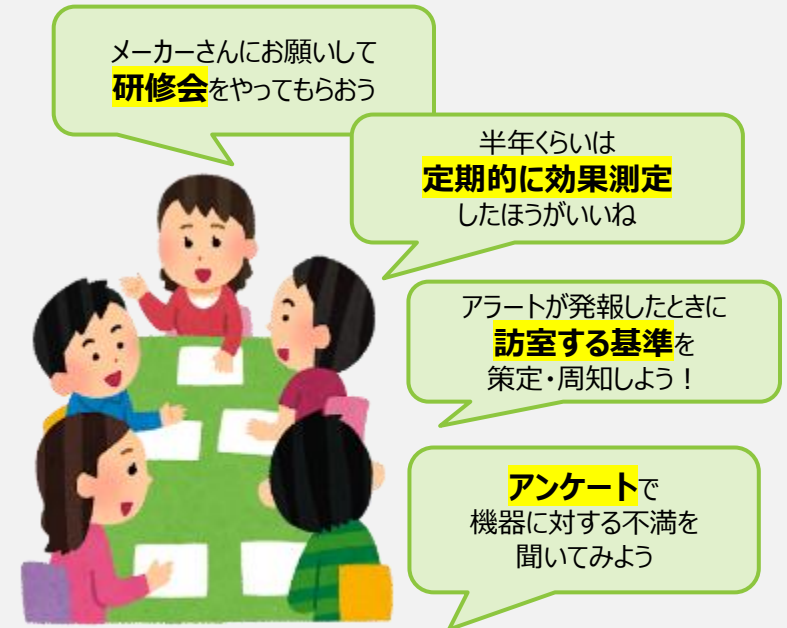 メーカーさんにお願いして
研修会をやってもらおう
半年くらいは
定期的に効果測定
したほうがいいね
アラートが発報したときに
訪室する基準を
策定・周知しよう！
アンケートで
機器に対する不満を
聞いてみよう